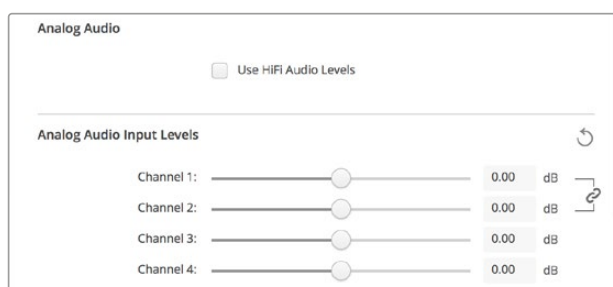 Analog Audio
Use HiFi Audio Levels
Analog Audio Input Levels
Channel 1: 0.00 dB
Channel 2: 0.00 dB
Channel 3: 0.00 dB
Channel 4: 0.00 dB